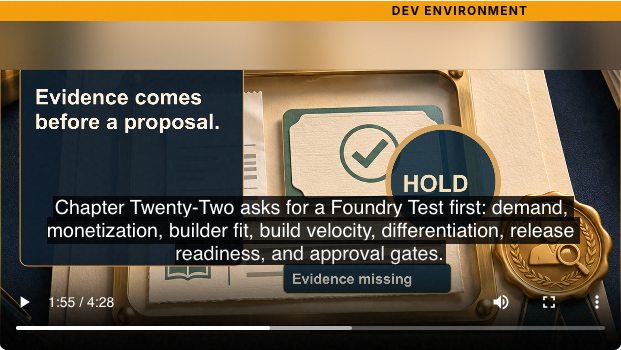 DEV ENVIRONMENT
Evidence comes
before a proposal.
HOLD
Chapter Twenty-Two asks for a Foundry Test first: demand,
monetization, builder fit, build velocity, differentiation, release
readiness, and approval gates.
Evidence missing
1:55 / 4:28